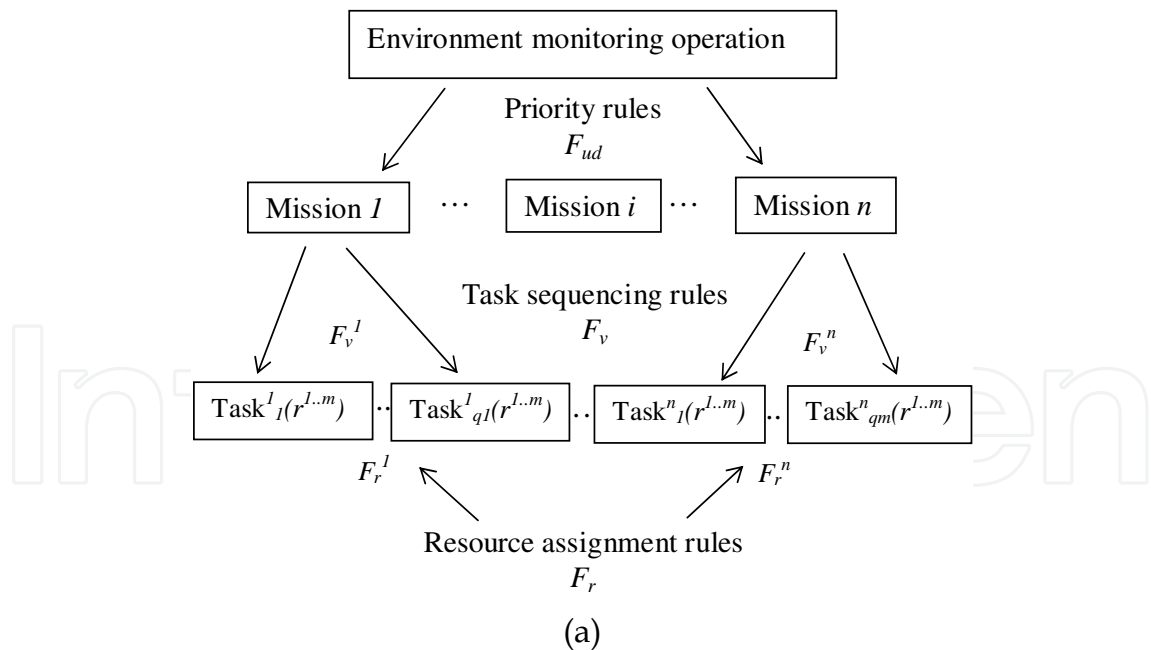 Environment monitoring operation
Priority rules
F_ud
Mission 1 ... Mission i ... Mission n
Task sequencing rules
F_v
F_v^1 F_v^n
Task^1_1(r^1..m) .. Task^1_q1(r^1..m) .. Task^n_1(r^1..m) .. Task^n_qm(r^1..m)
F_r^1 F_r^n
Resource assignment rules
F_r
(a)